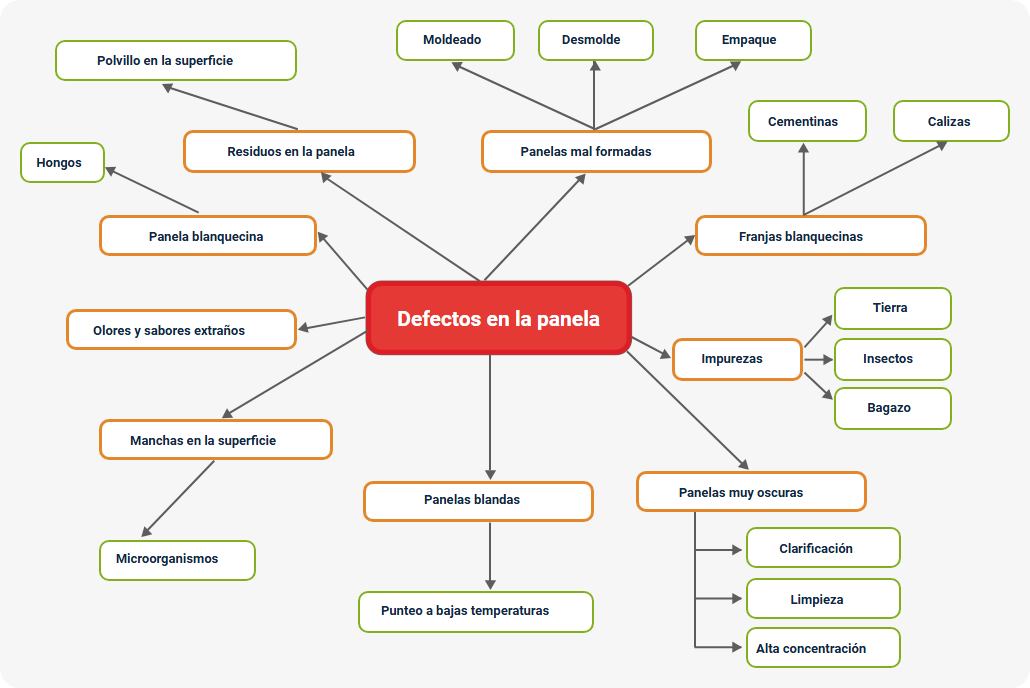 Moldeado
Desmolde
Empaque
Polvillo en la superficie
Cementinas
Calizas
Residuos en la panela
Panelas mal formadas
Hongos
Panela blanquecina
Franjas blanquecinas
Defectos en la panela
Tierra
Olores y sabores extraños
Impurezas
Insectos
Bagazo
Manchas en la superficie
Panelas blandas
Panelas muy oscuras
Microorganismos
Clarificación
Limpieza
Punteo a bajas temperaturas
Alta concentración